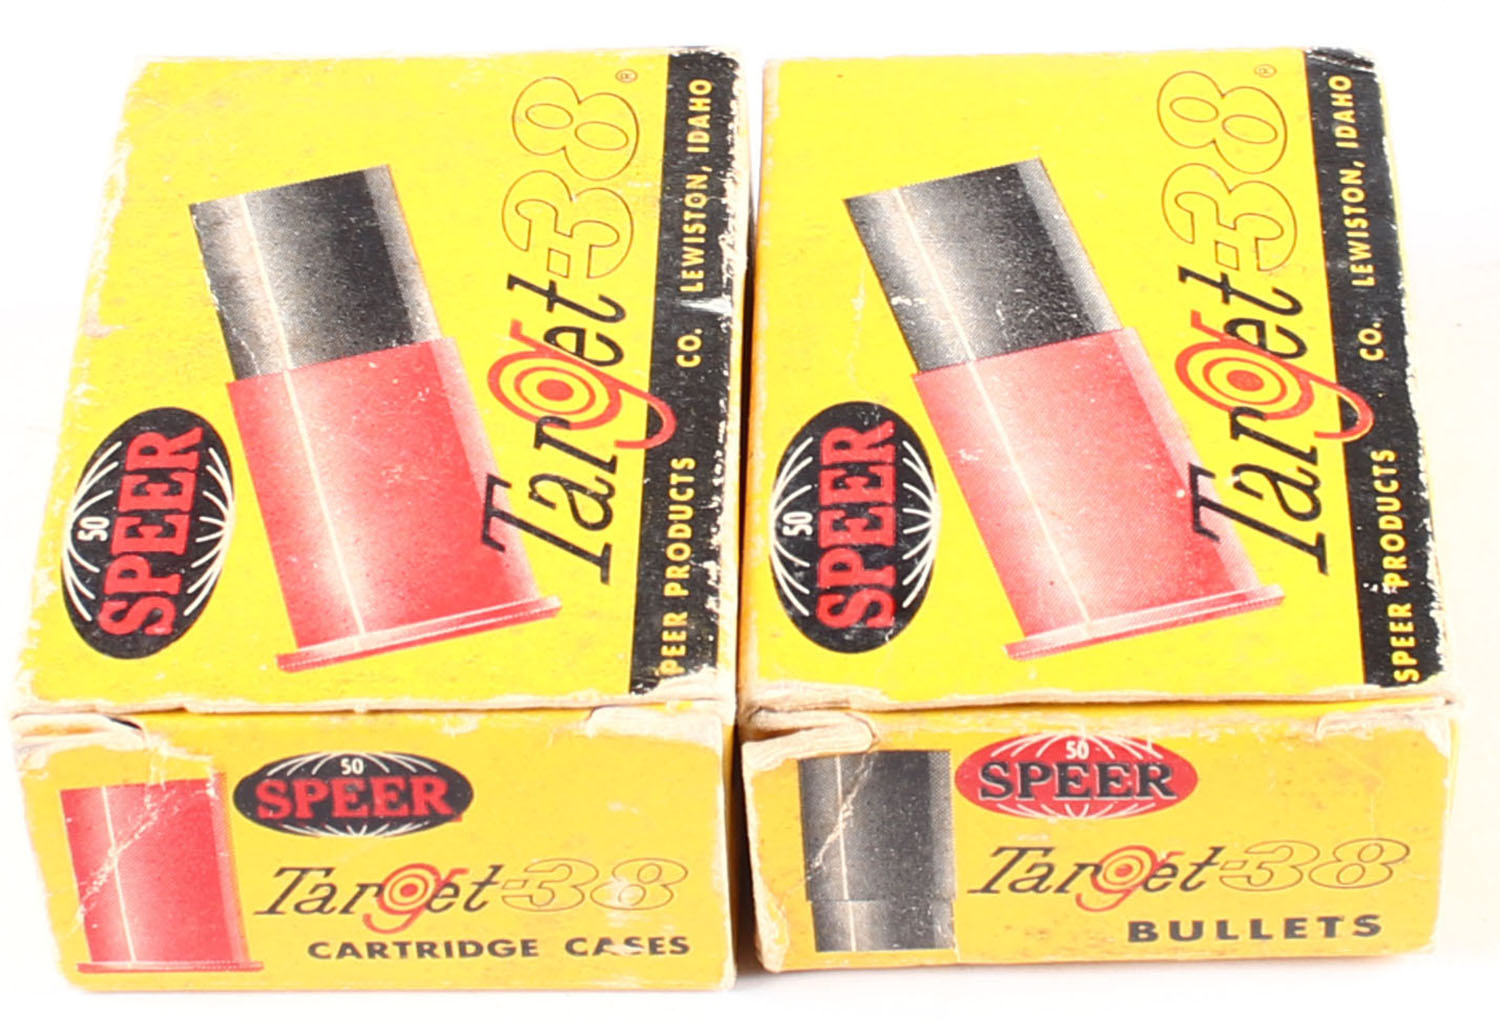 50
SPEER
Target-38®
PEER PRODUCTS CO. LEWISTON, IDAHO
50
SPEER
Target-38
CARTRIDGE CASES
50
SPEER
Target-38®
SPEER PRODUCTS CO. LEWISTON, IDAHO
50
SPEER
Target-38
BULLETS